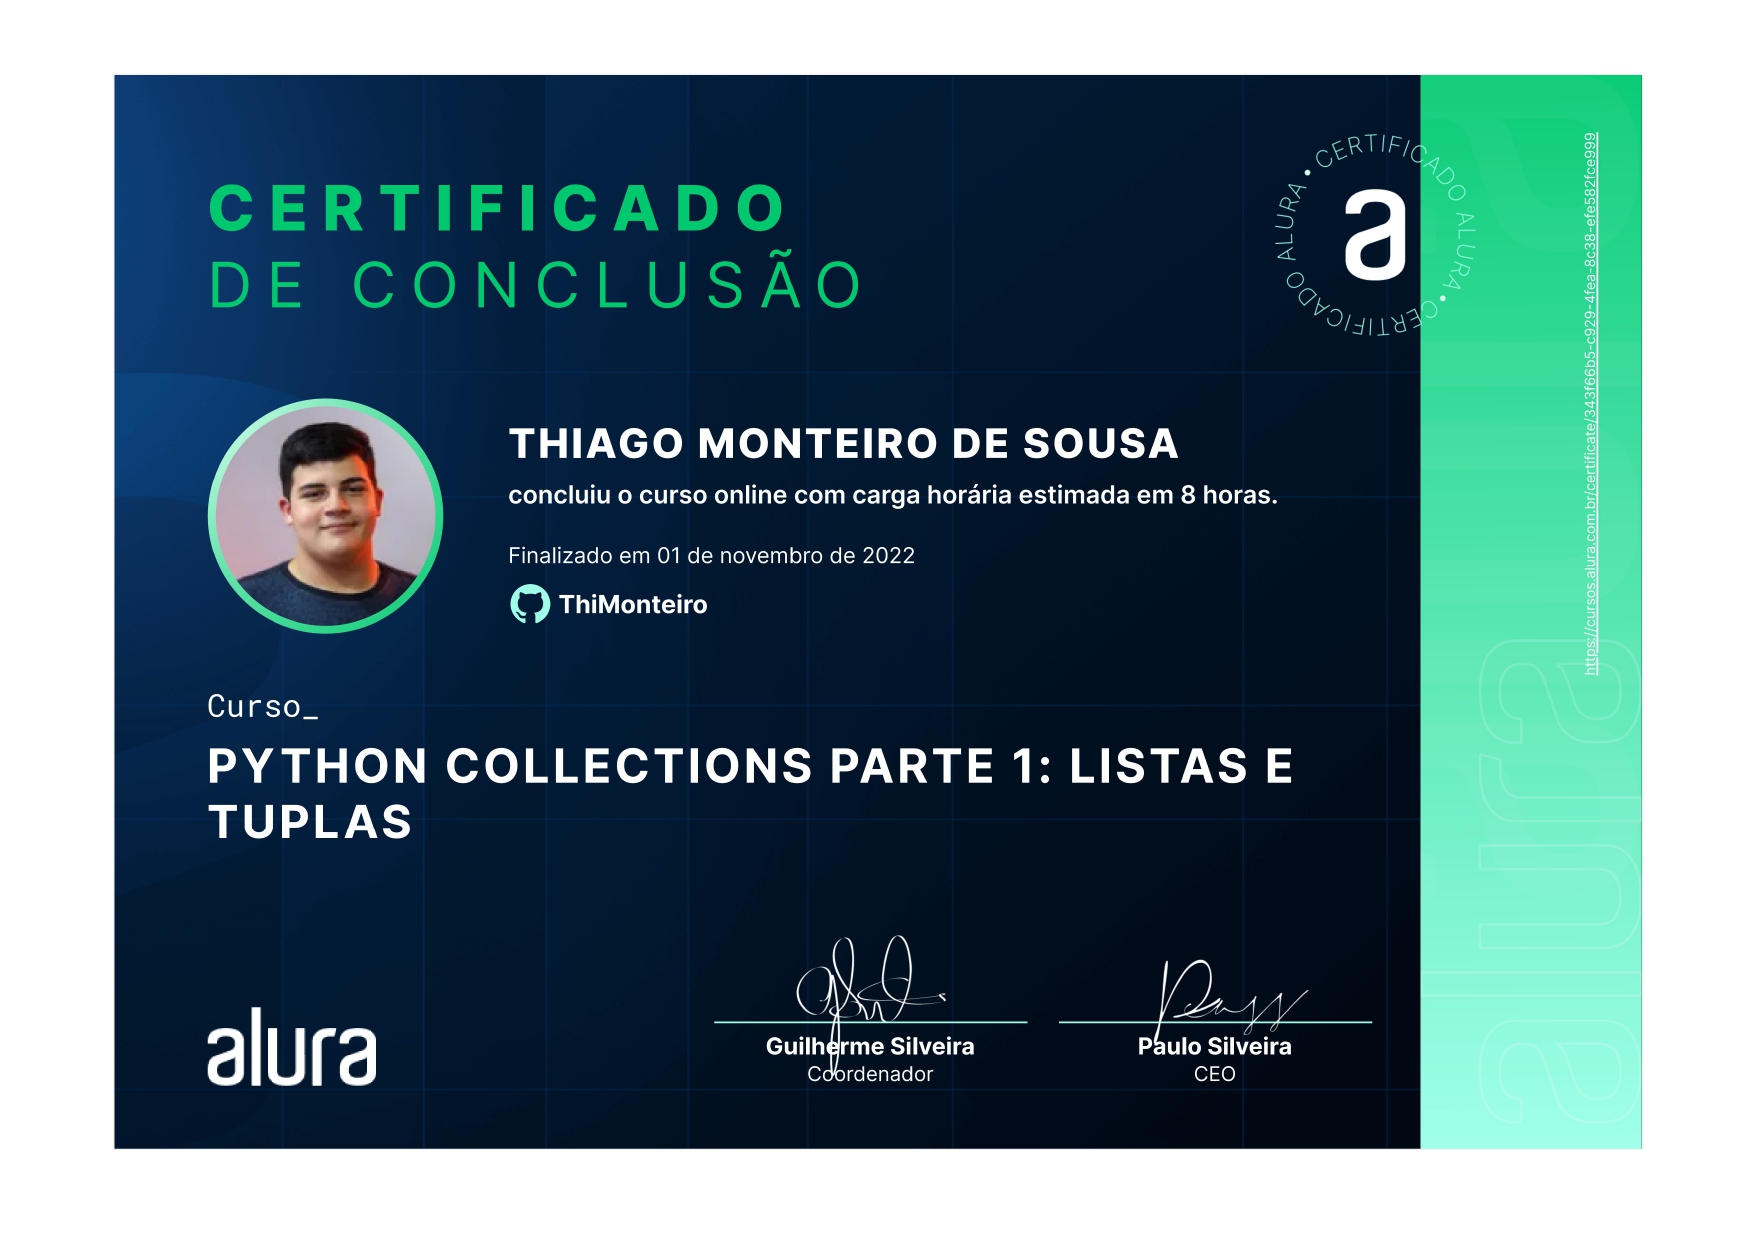 CERTIFICADO
DE CONCLUSÃO
CERTIFICADO ALURA • CERTIFICADO ALURA •
a
https://cursos.alura.com.br/certificate/343f66b5-c929-4fea-8c38-efe582fce999
THIAGO MONTEIRO DE SOUSA
concluiu o curso online com carga horária estimada em 8 horas.
Finalizado em 01 de novembro de 2022
ThiMonteiro
Curso_
PYTHON COLLECTIONS PARTE 1: LISTAS E
TUPLAS
alura
Guilherme Silveira
Coordenador
Paulo Silveira
CEO
alura